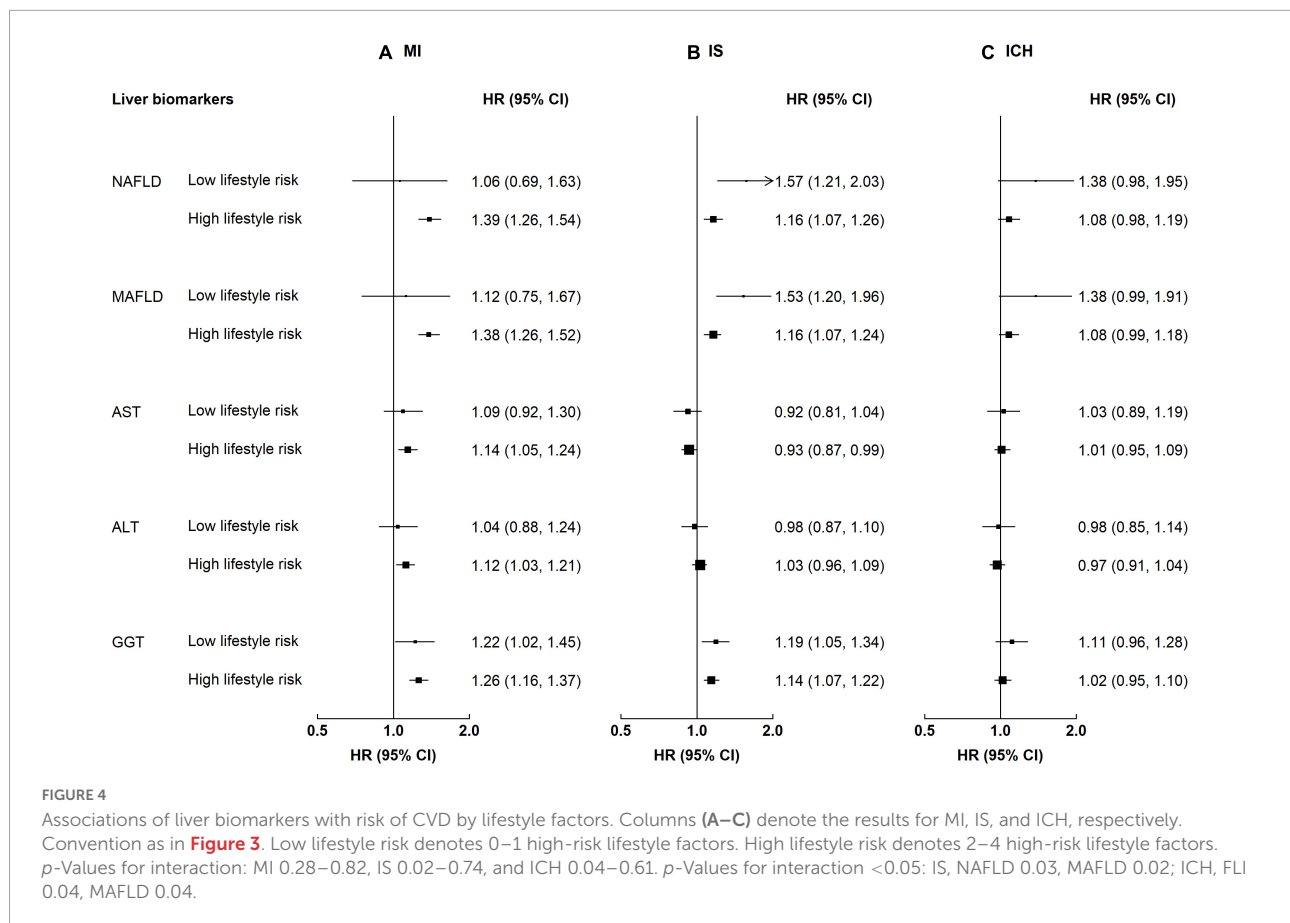 A MI B IS C ICH
Liver biomarkers HR (95% CI) HR (95% CI) HR (95% CI)
NAFLD Low lifestyle risk 1.06 (0.69, 1.63) 1.57 (1.21, 2.03) 1.38 (0.98, 1.95)
High lifestyle risk 1.39 (1.26, 1.54) 1.16 (1.07, 1.26) 1.08 (0.98, 1.19)
MAFLD Low lifestyle risk 1.12 (0.75, 1.67) 1.53 (1.20, 1.96) 1.38 (0.99, 1.91)
High lifestyle risk 1.38 (1.26, 1.52) 1.16 (1.07, 1.24) 1.08 (0.99, 1.18)
AST Low lifestyle risk 1.09 (0.92, 1.30) 0.92 (0.81, 1.04) 1.03 (0.89, 1.19)
High lifestyle risk 1.14 (1.05, 1.24) 0.93 (0.87, 0.99) 1.01 (0.95, 1.09)
ALT Low lifestyle risk 1.04 (0.88, 1.24) 0.98 (0.87, 1.10) 0.98 (0.85, 1.14)
High lifestyle risk 1.12 (1.03, 1.21) 1.03 (0.96, 1.09) 0.97 (0.91, 1.04)
GGT Low lifestyle risk 1.22 (1.02, 1.45) 1.19 (1.05, 1.34) 1.11 (0.96, 1.28)
High lifestyle risk 1.26 (1.16, 1.37) 1.14 (1.07, 1.22) 1.02 (0.95, 1.10)
0.5 1.0 2.0 0.5 1.0 2.0 0.5 1.0 2.0
HR (95% CI) HR (95% CI) HR (95% CI)
FIGURE 4
Associations of liver biomarkers with risk of CVD by lifestyle factors. Columns (A–C) denote the results for MI, IS, and ICH, respectively.
Convention as in Figure 3. Low lifestyle risk denotes 0–1 high-risk lifestyle factors. High lifestyle risk denotes 2–4 high-risk lifestyle factors.
p-Values for interaction: MI 0.28–0.82, IS 0.02–0.74, and ICH 0.04–0.61. p-Values for interaction <0.05: IS, NAFLD 0.03, MAFLD 0.02; ICH, FLI
0.04, MAFLD 0.04.